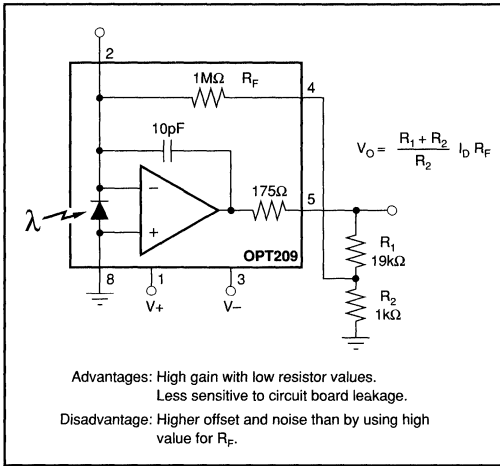 2
1MΩ R_F 4
10pF
V_O = (R_1 + R_2) / R_2 I_D R_F
−
175Ω 5
λ
+
R_1
19kΩ
OPT209
8 1 3
V+ V−
R_2
1kΩ
Advantages: High gain with low resistor values.
Less sensitive to circuit board leakage.
Disadvantage: Higher offset and noise than by using high
value for R_F.